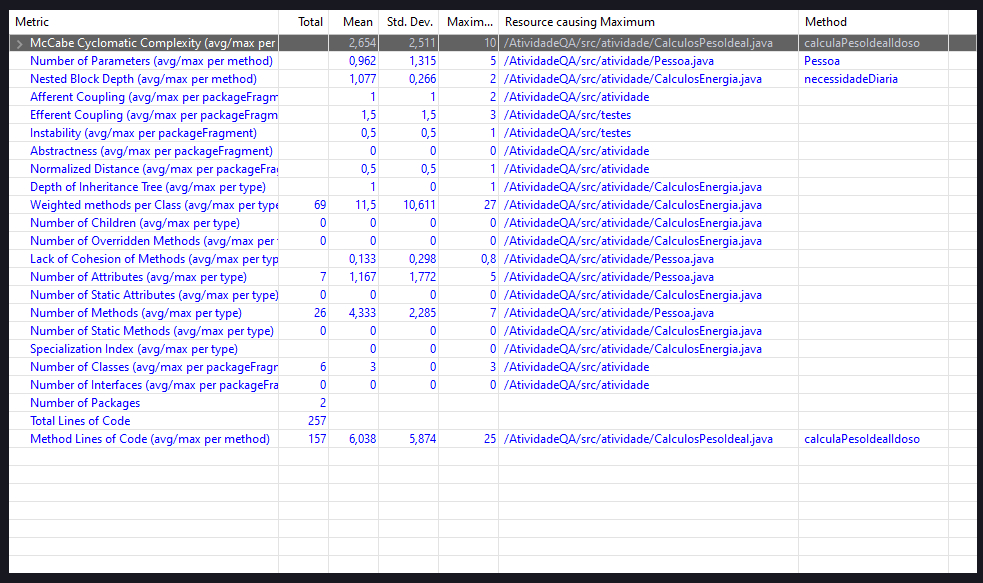 Metric Total Mean Std. Dev. Maxim... Resource causing Maximum Method
McCabe Cyclomatic Complexity (avg/max per 2,654 2,511 10 /AtividadeQA/src/atividade/CalculosPesoIdeal.java calculaPesoIdealIdoso
Number of Parameters (avg/max per method) 0,962 1,315 5 /AtividadeQA/src/atividade/Pessoa.java Pessoa
Nested Block Depth (avg/max per method) 1,077 0,266 2 /AtividadeQA/src/atividade/CalculosEnergia.java necessidadeDiaria
Afferent Coupling (avg/max per packageFragm 1 1 2 /AtividadeQA/src/atividade
Efferent Coupling (avg/max per packageFragm 1,5 1,5 3 /AtividadeQA/src/testes
Instability (avg/max per packageFragment) 0,5 0,5 1 /AtividadeQA/src/testes
Abstractness (avg/max per packageFragment) 0 0 0 /AtividadeQA/src/atividade
Normalized Distance (avg/max per packageFrag 0,5 0,5 1 /AtividadeQA/src/atividade
Depth of Inheritance Tree (avg/max per type) 1 0 1 /AtividadeQA/src/atividade/CalculosEnergia.java
Weighted methods per Class (avg/max per type 69 11,5 10,611 27 /AtividadeQA/src/atividade/CalculosEnergia.java
Number of Children (avg/max per type) 0 0 0 0 /AtividadeQA/src/atividade/CalculosEnergia.java
Number of Overridden Methods (avg/max per 0 0 0 0 /AtividadeQA/src/atividade/CalculosEnergia.java
Lack of Cohesion of Methods (avg/max per typ 0,133 0,298 0,8 /AtividadeQA/src/atividade/Pessoa.java
Number of Attributes (avg/max per type) 7 1,167 1,772 5 /AtividadeQA/src/atividade/Pessoa.java
Number of Static Attributes (avg/max per type) 0 0 0 0 /AtividadeQA/src/atividade/CalculosEnergia.java
Number of Methods (avg/max per type) 26 4,333 2,285 7 /AtividadeQA/src/atividade/Pessoa.java
Number of Static Methods (avg/max per type) 0 0 0 0 /AtividadeQA/src/atividade/CalculosEnergia.java
Specialization Index (avg/max per type) 0 0 0 /AtividadeQA/src/atividade/CalculosEnergia.java
Number of Classes (avg/max per packageFragm 6 3 0 3 /AtividadeQA/src/atividade
Number of Interfaces (avg/max per packageFra 0 0 0 0 /AtividadeQA/src/atividade
Number of Packages 2
Total Lines of Code 257
Method Lines of Code (avg/max per method) 157 6,038 5,874 25 /AtividadeQA/src/atividade/CalculosPesoIdeal.java calculaPesoIdealIdoso